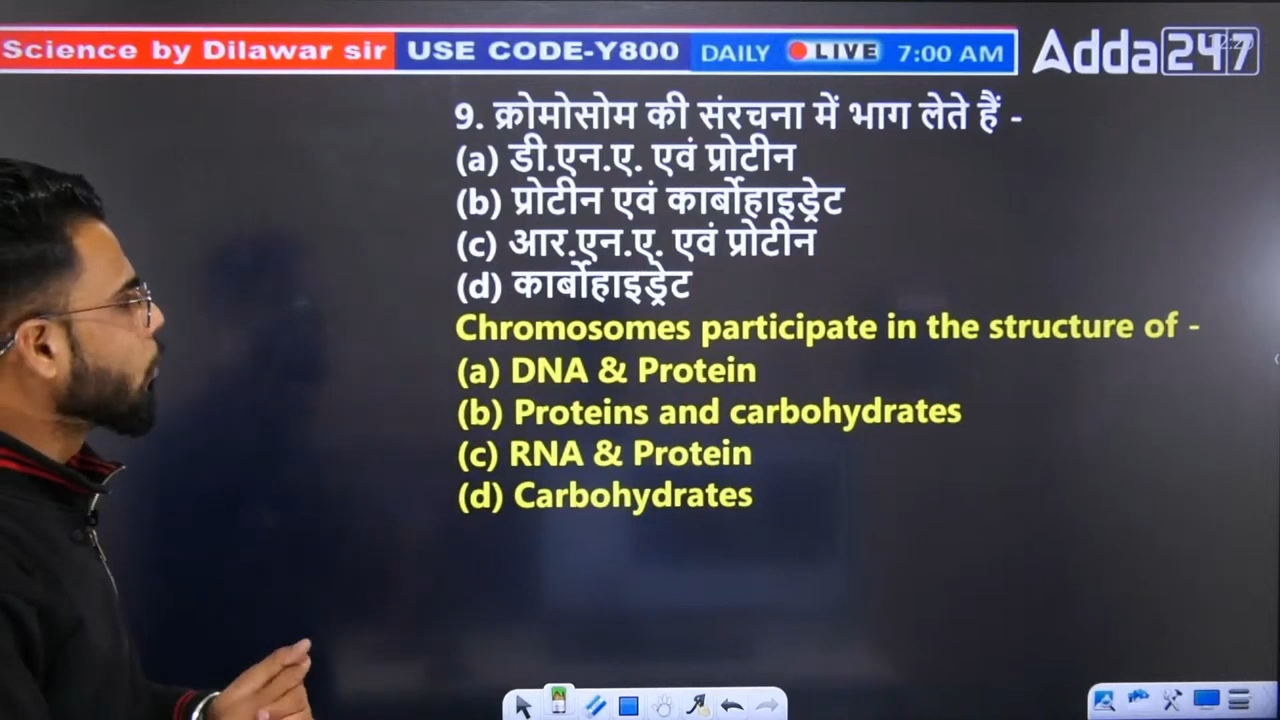 Science by Dilawar sir USE CODE-Y800 DAILY LIVE 7:00 AM
Adda247
9. क्रोमोसोम की संरचना में भाग लेते हैं -
(a) डी.एन.ए. एवं प्रोटीन
(b) प्रोटीन एवं कार्बोहाइड्रेट
(c) आर.एन.ए. एवं प्रोटीन
(d) कार्बोहाइड्रेट
Chromosomes participate in the structure of -
(a) DNA & Protein
(b) Proteins and carbohydrates
(c) RNA & Protein
(d) Carbohydrates